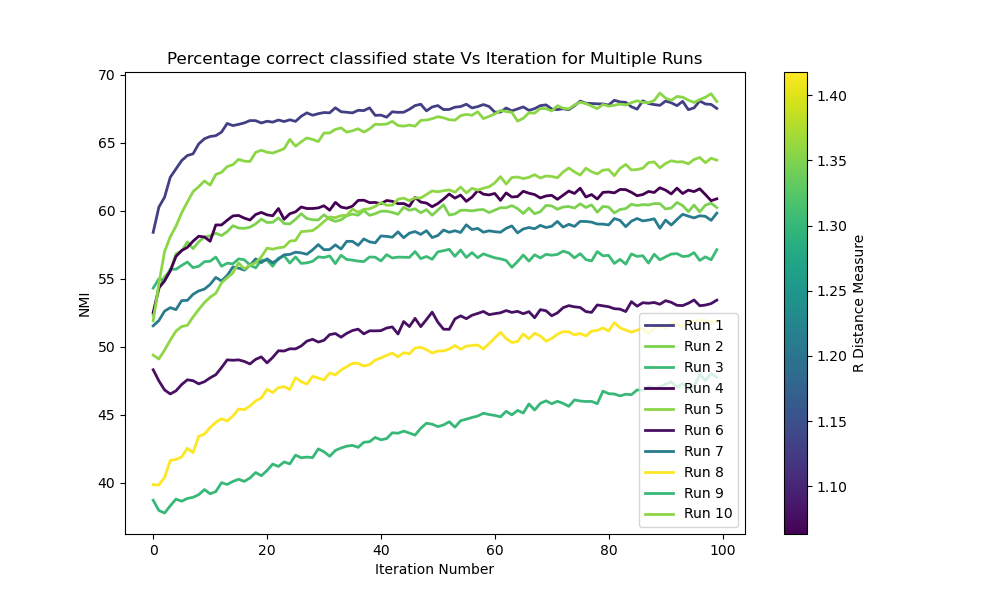 Percentage correct classified state Vs Iteration for Multiple Runs
70
65
60
55
50
45
40
NMI
0
20
40
60
80
100
Iteration Number
Run 1
Run 2
Run 3
Run 4
Run 5
Run 6
Run 7
Run 8
Run 9
Run 10
1.40
1.35
1.30
1.25
1.20
1.15
1.10
R Distance Measure